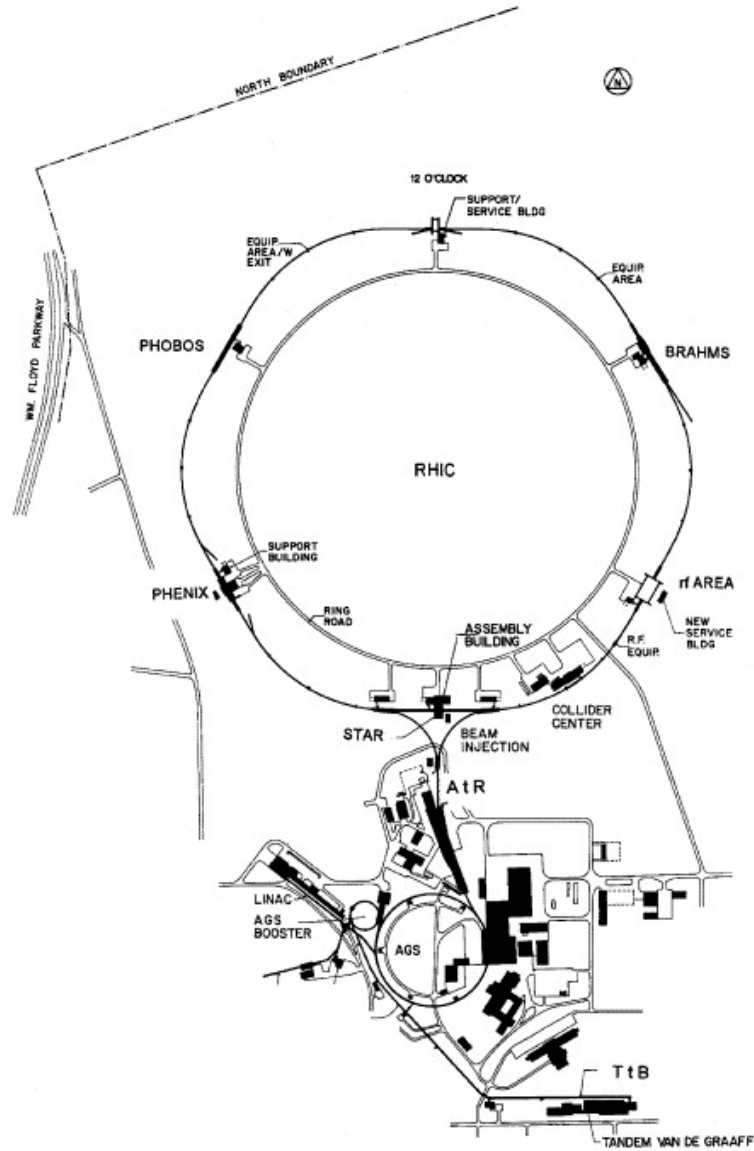 NORTH BOUNDARY
N
12 O'CLOCK
SUPPORT/
SERVICE BLDG
EQUIP.
AREA/W
EXIT
EQUIP.
AREA
WM. FLOYD PARKWAY
PHOBOS
BRAHMS
RHIC
SUPPORT
BUILDING
PHENIX
rf AREA
RING
ROAD
ASSEMBLY
BUILDING
NEW
SERVICE
BLDG
R.F.
EQUIP.
STAR
BEAM
INJECTION
COLLIDER
CENTER
AtR
LINAC
AGS
BOOSTER
AGS
TtB
TANDEM VAN DE GRAAFF